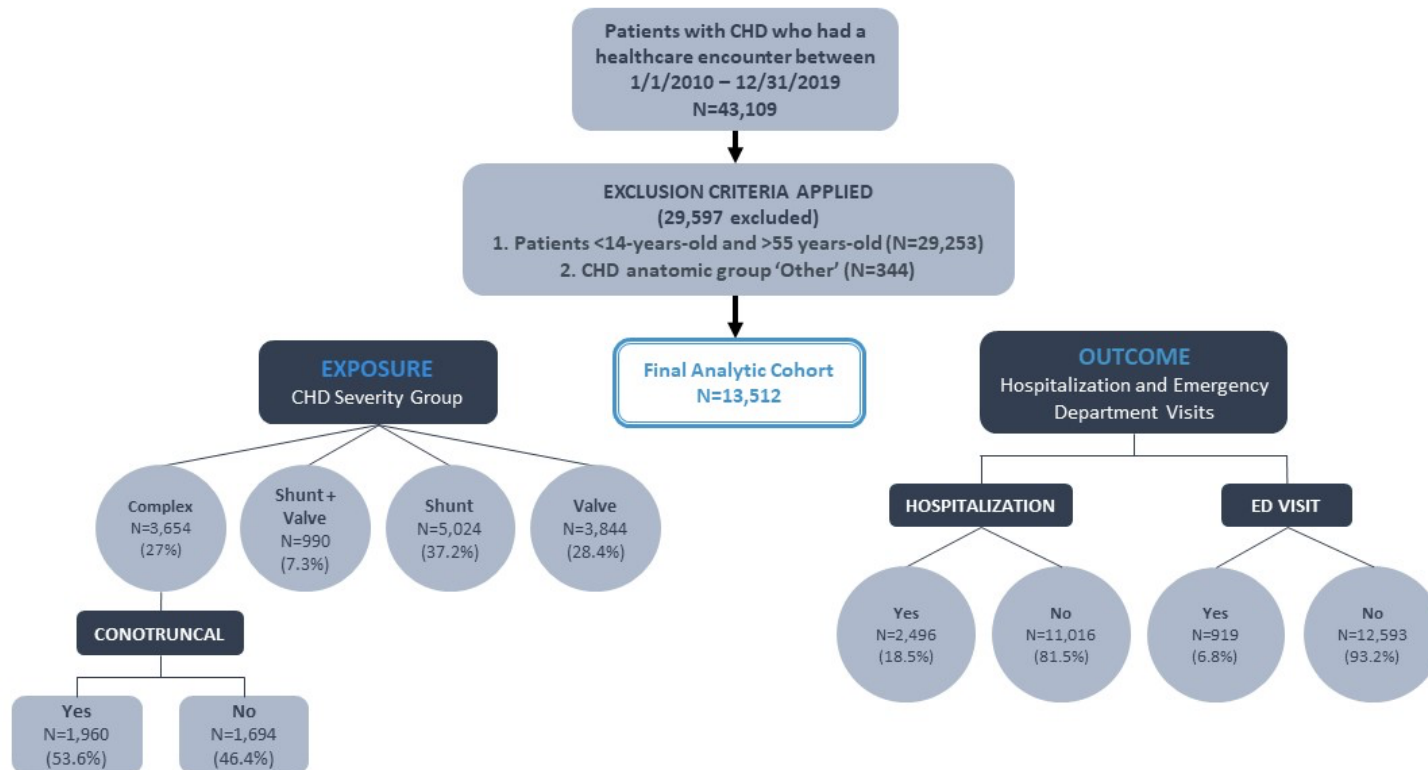 Patients with CHD who had a
healthcare encounter between
1/1/2010 – 12/31/2019
N=43,109
EXCLUSION CRITERIA APPLIED
(29,597 excluded)
1. Patients <14-years-old and >55 years-old (N=29,253)
2. CHD anatomic group ‘Other’ (N=344)
Final Analytic Cohort
N=13,512
EXPOSURE
CHD Severity Group
Complex
N=3,654
(27%)
Shunt +
Valve
N=990
(7.3%)
Shunt
N=5,024
(37.2%)
Valve
N=3,844
(28.4%)
CONOTRUNCAL
Yes
N=1,960
(53.6%)
No
N=1,694
(46.4%)
OUTCOME
Hospitalization and Emergency
Department Visits
HOSPITALIZATION
Yes
N=2,496
(18.5%)
No
N=11,016
(81.5%)
ED VISIT
Yes
N=919
(6.8%)
No
N=12,593
(93.2%)